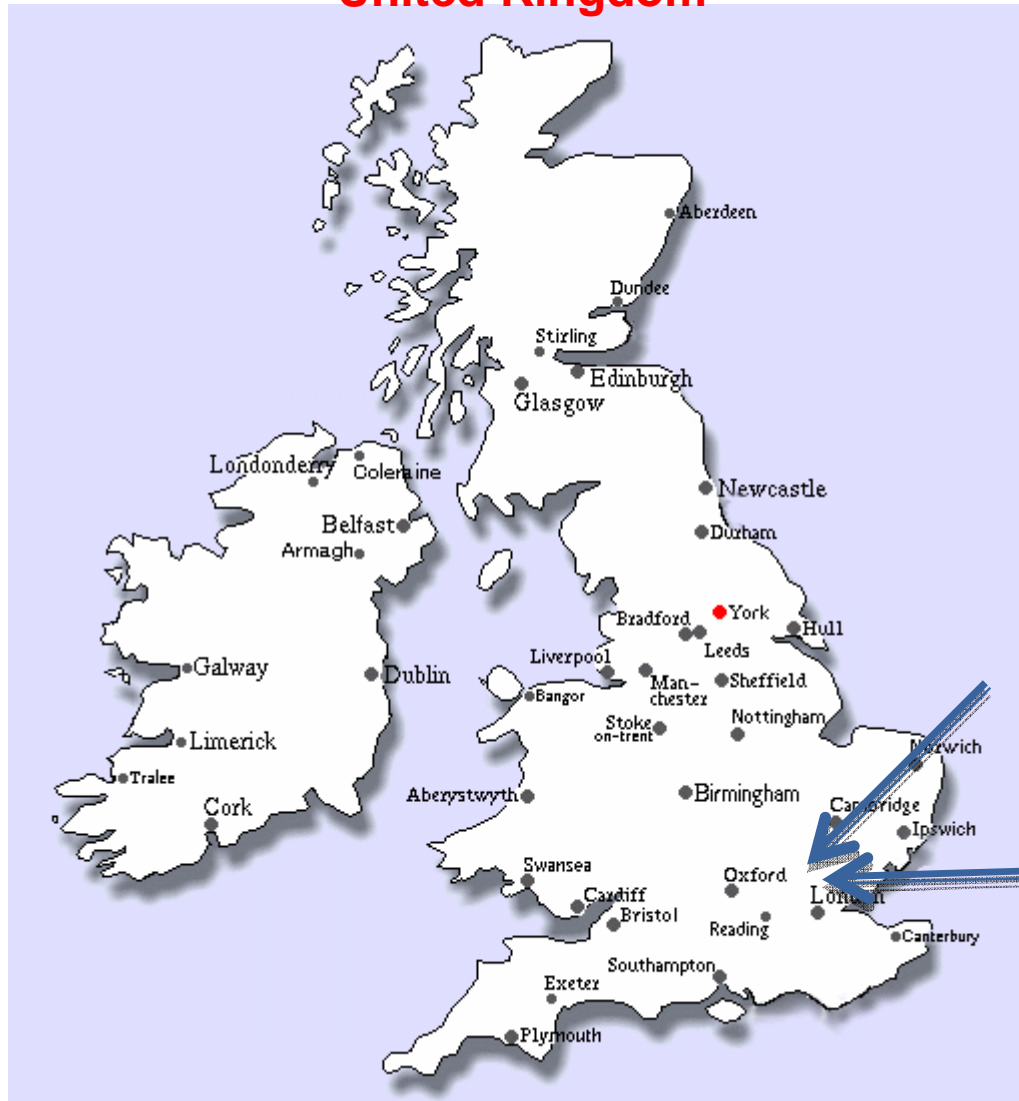 United Kingdom
Aberdeen
Dundee
Stirling
Edinburgh
Glasgow
Londonderry
Coleraine
Newcastle
Belfast
Durham
Armagh
York
Bradford
Hull
Leeds
Liverpool
Galway
Dublin
Man-
chester
Sheffield
Bangor
Nottingham
Stoke
on-trent
Limerick
Norwich
Tralee
Aberystwyth
Birmingham
Cork
Cambridge
Ipswich
Swansea
Oxford
Cardiff
London
Bristol
Reading
Canterbury
Southampton
Exeter
Plymouth